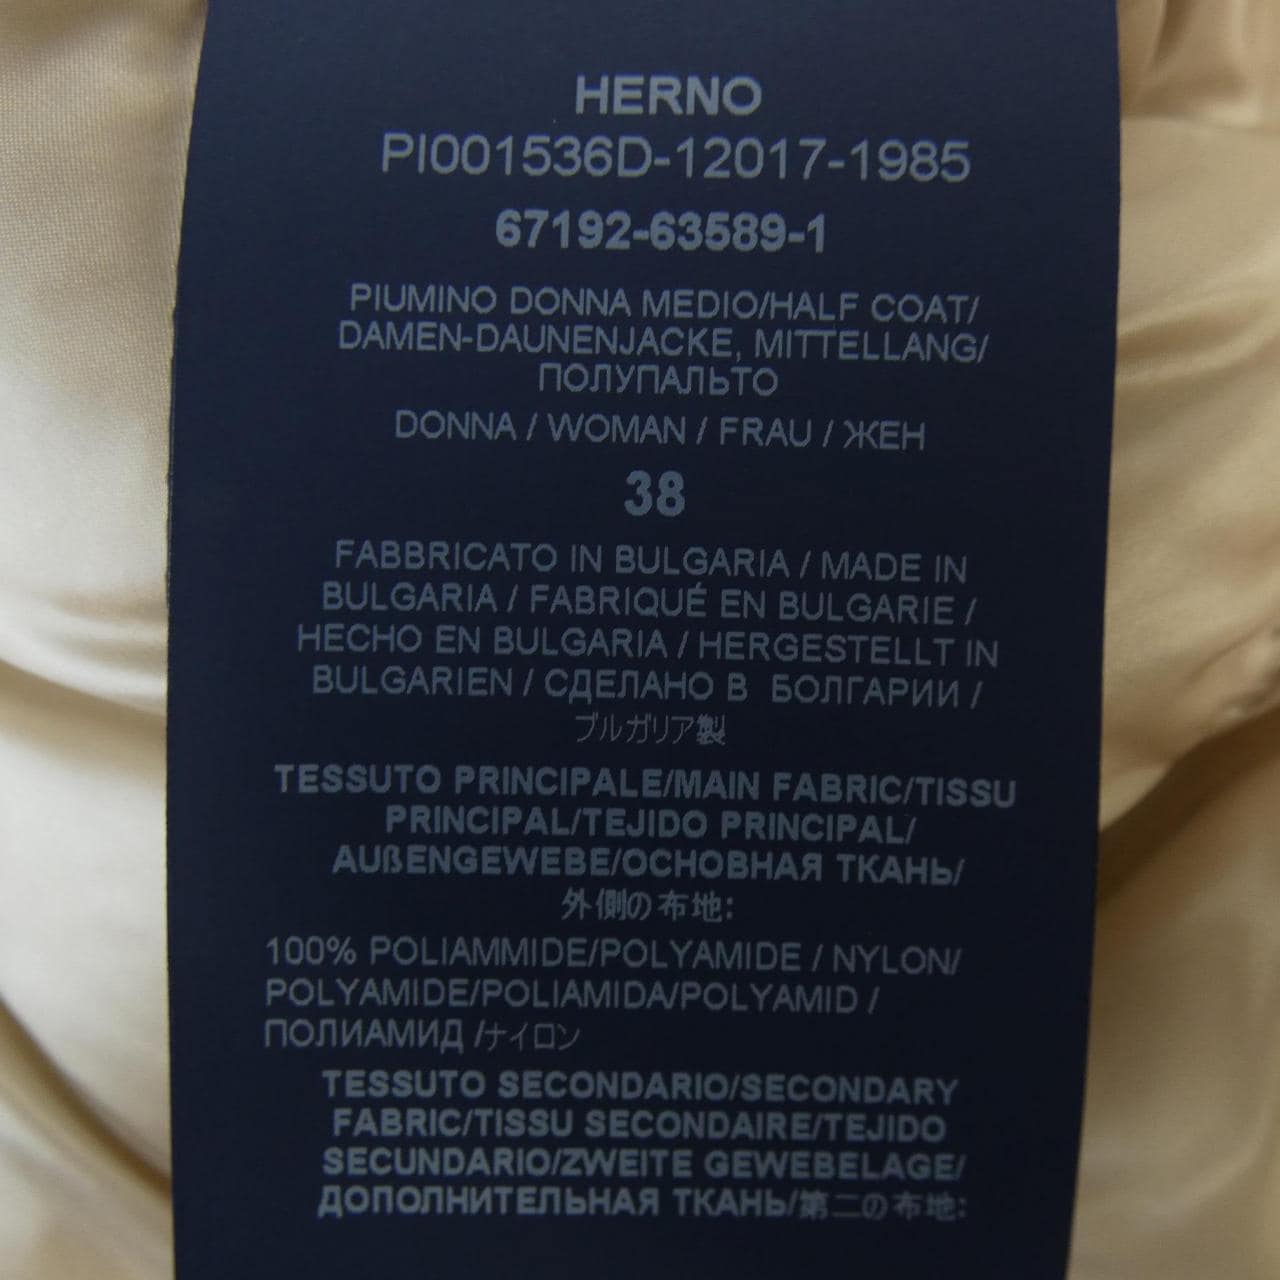 HERNO
PI001536D-12017-1985
67192-63589-1
PIUMINO DONNA MEDIO/HALF COAT/
DAMEN-DAUNENJACKE, MITTELLANG/
ПОЛУПАЛЬТО
DONNA / WOMAN / FRAU / ЖЕН
38
FABBRICATO IN BULGARIA / MADE IN
BULGARIA / FABRIQUÉ EN BULGARIE /
HECHO EN BULGARIA / HERGESTELLT IN
BULGARIEN / СДЕЛАНО В БОЛГАРИИ /
ブルガリア製
TESSUTO PRINCIPALE/MAIN FABRIC/TISSU
PRINCIPAL/TEJIDO PRINCIPAL/
AUßENGEWEBE/ОСНОВНАЯ ТКАНЬ/
外側の布地:
100% POLIAMMIDE/POLYAMIDE / NYLON/
POLYAMIDE/POLIAMIDA/POLYAMID /
ПОЛИАМИД /ナイロン
TESSUTO SECONDARIO/SECONDARY
FABRIC/TISSU SECONDAIRE/TEJIDO
SECUNDARIO/ZWEITE GEWEBELAGE/
ДОПОЛНИТЕЛЬНАЯ ТКАНЬ/第二の布地: